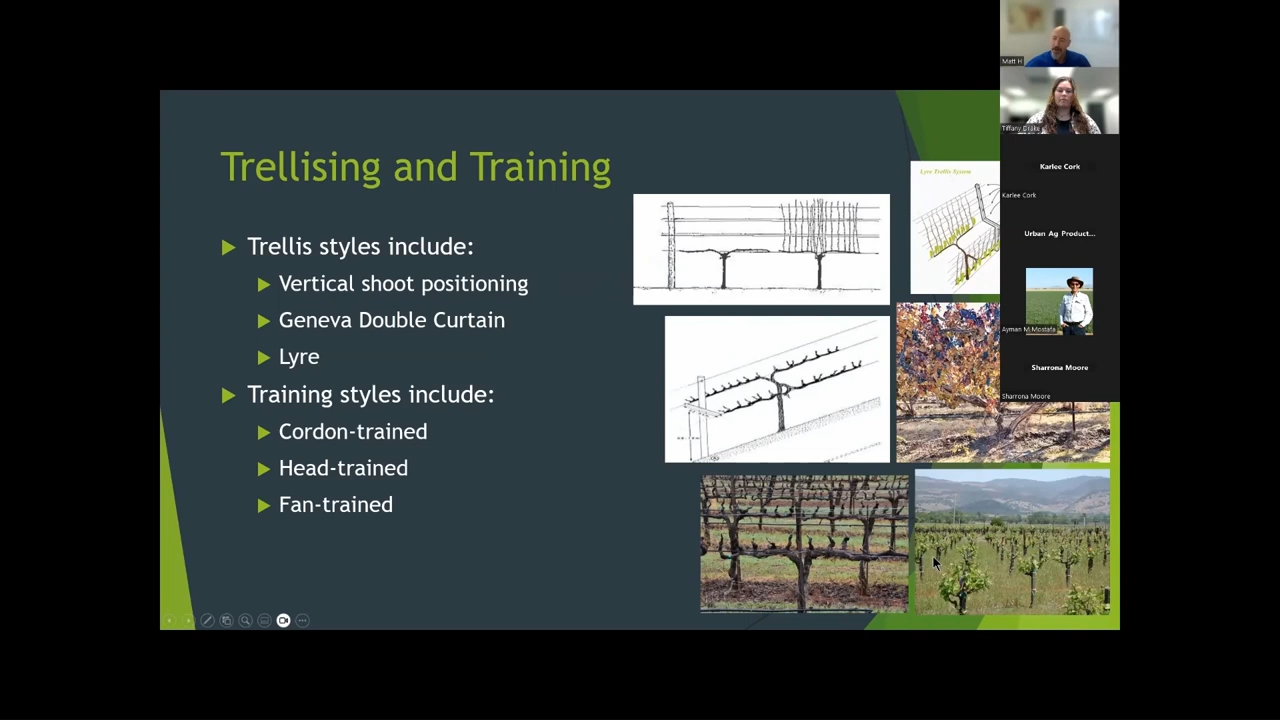 Trellising and Training
Trellis styles include:
Vertical shoot positioning
Geneva Double Curtain
Lyre
Training styles include:
Cordon-trained
Head-trained
Fan-trained
Lyre Trellis System
Matt H
Tiffany Drake
Karlee Cork
Karlee Cork
Urban Ag Product...
Ayman M Mostafa
Sharrona Moore
Sharrona Moore